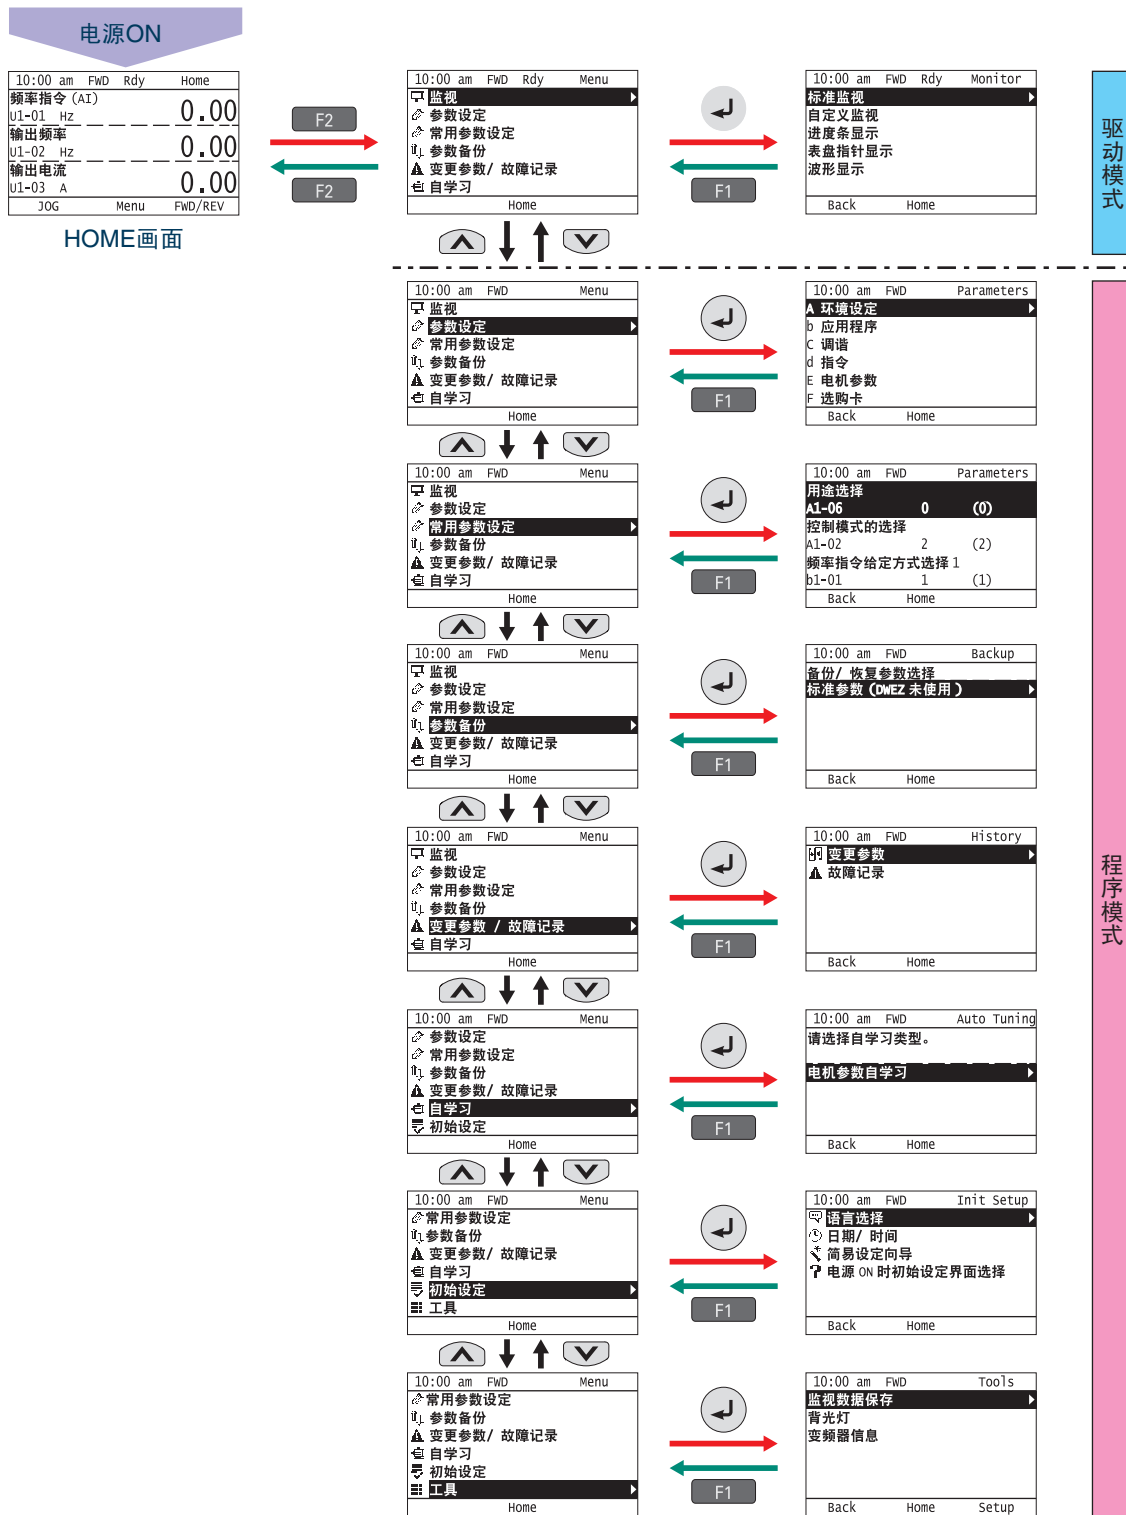 电源ON
10:00 am FWD Rdy Home
频率指令 (AI)
U1-01 Hz 0.00
输出频率
U1-02 Hz 0.00
输出电流
U1-03 A 0.00
JOG Menu FWD/REV
HOME画面
F2
F2
10:00 am FWD Rdy Menu
监视
参数设定
常用参数设定
参数备份
变更参数/ 故障记录
自学习
Home
F1
10:00 am FWD Rdy Monitor
标准监视
自定义监视
进度条显示
表盘指针显示
波形显示
Back Home
驱动模式
10:00 am FWD Menu
监视
参数设定
常用参数设定
参数备份
变更参数/ 故障记录
自学习
Home
F1
10:00 am FWD Parameters
A 环境设定
b 应用程序
C 调谐
d 指令
E 电机参数
F 选购卡
Back Home
10:00 am FWD Menu
监视
参数设定
常用参数设定
参数备份
变更参数/ 故障记录
自学习
Home
F1
10:00 am FWD Parameters
用途选择
A1-06 0 (0)
控制模式的选择
A1-02 2 (2)
频率指令给定方式选择 1
b1-01 1 (1)
Back Home
10:00 am FWD Menu
监视
参数设定
常用参数设定
参数备份
变更参数/ 故障记录
自学习
Home
F1
10:00 am FWD Backup
备份/ 恢复参数选择
标准参数 (DWEZ 未使用 )
Back Home
10:00 am FWD Menu
监视
参数设定
常用参数设定
参数备份
变更参数 / 故障记录
自学习
Home
F1
10:00 am FWD History
变更参数
故障记录
Back Home
程序模式
10:00 am FWD Menu
参数设定
常用参数设定
参数备份
变更参数/ 故障记录
自学习
初始设定
Home
F1
10:00 am FWD Auto Tuning
请选择自学习类型。
电机参数自学习
Back Home
10:00 am FWD Menu
常用参数设定
参数备份
变更参数/ 故障记录
自学习
初始设定
工具
Home
F1
10:00 am FWD Init Setup
语言选择
日期/ 时间
简易设定向导
电源 ON 时初始设定界面选择
Back Home
10:00 am FWD Menu
常用参数设定
参数备份
变更参数/ 故障记录
自学习
初始设定
工具
Home
F1
10:00 am FWD Tools
监视数据保存
背光灯
变频器信息
Back Home Setup